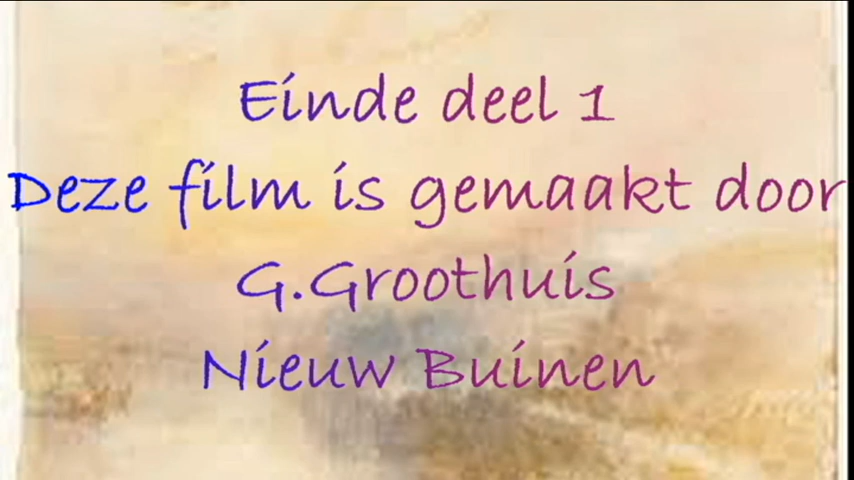 Einde deel 1
Deze film is gemaakt door
G.Groothuis
Nieuw Buinen